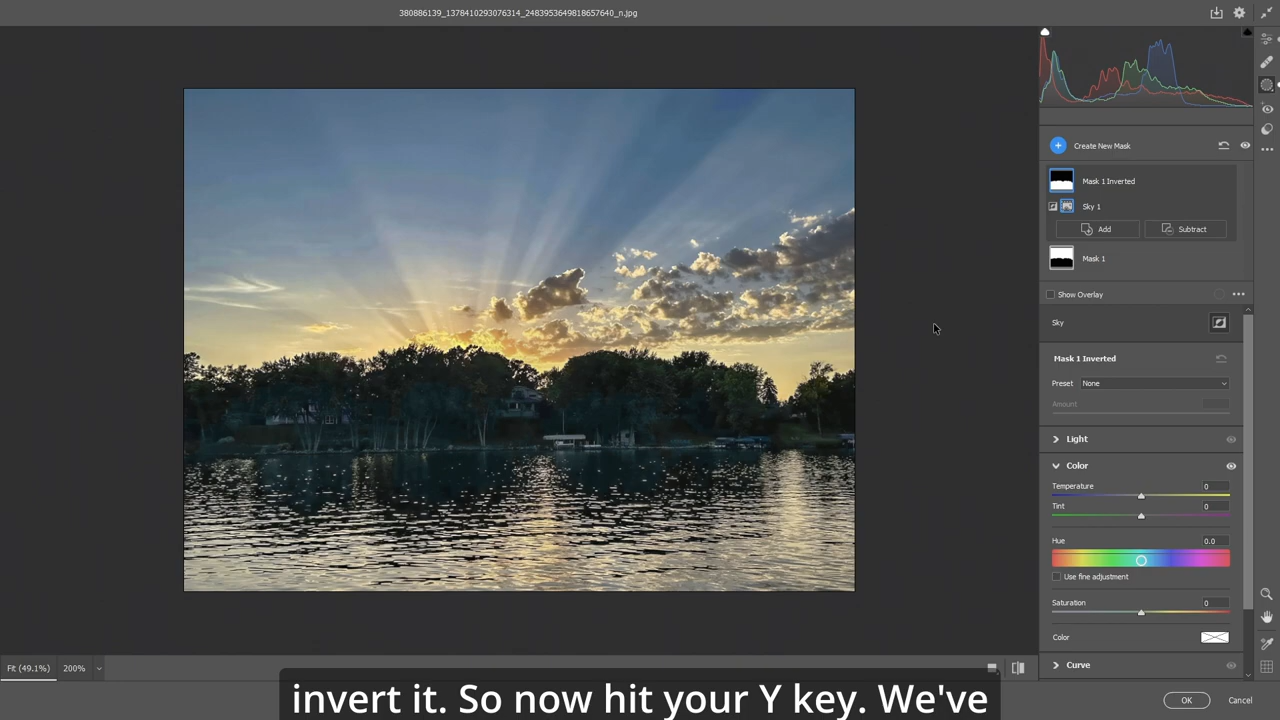 380886139_1378410293076314_2483953649818657640_n.jpg
Create New Mask
Mask 1 Inverted
Sky 1
Add
Subtract
Mask 1
Show Overlay
Sky
Mask 1 Inverted
Preset None
Amount
Light
Color
Temperature 0
Tint 0
Hue 0.0
Use fine adjustment
Saturation 0
Color
Curve
Fit (49.1%) 200%
invert it. So now hit your Y key. We've
OK Cancel